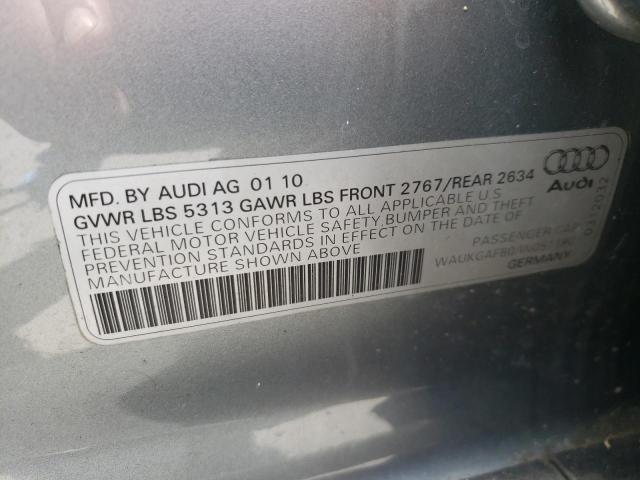 MFD. BY AUDI AG 01 10
GVWR LBS 5313 GAWR LBS FRONT 2767/REAR 2634
THIS VEHICLE CONFORMS TO ALL APPLICABLE U S
FEDERAL MOTOR VEHICLE SAFETY, BUMPER AND THEFT
PREVENTION STANDARDS IN EFFECT ON THE DATE OF
MANUFACTURE SHOWN ABOVE
Audi
PASSENGER CAR
GERMANY